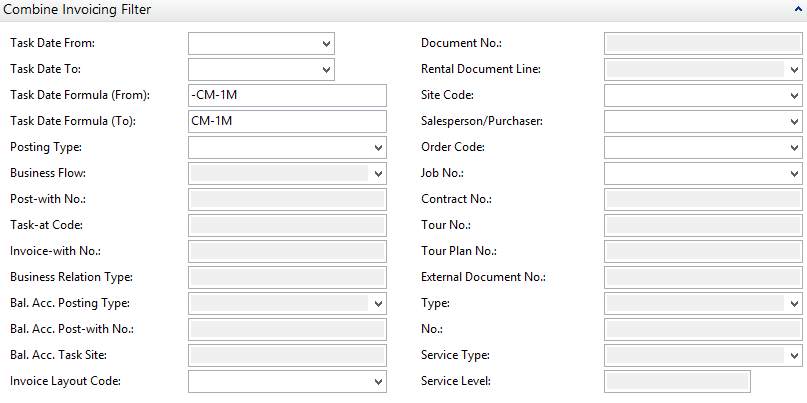 Combine Invoicing Filter
Task Date From:
Task Date To:
Task Date Formula (From): -CM-1M
Task Date Formula (To): CM-1M
Posting Type:
Business Flow:
Post-with No.:
Task-at Code:
Invoice-with No.:
Business Relation Type:
Bal. Acc. Posting Type:
Bal. Acc. Post-with No.:
Bal. Acc. Task Site:
Invoice Layout Code:
Document No.:
Rental Document Line:
Site Code:
Salesperson/Purchaser:
Order Code:
Job No.:
Contract No.:
Tour No.:
Tour Plan No.:
External Document No.:
Type:
No.:
Service Type:
Service Level: